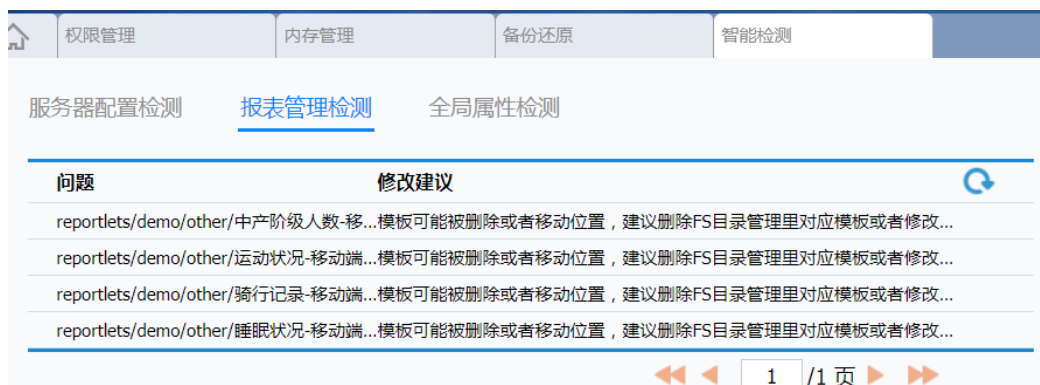 权限管理 内存管理 备份还原 智能检测
服务器配置检测 报表管理检测 全局属性检测
问题 修改建议
reportlets/demo/other/中产阶级人数-移...模板可能被删除或者移动位置，建议删除FS目录管理里对应模板或者修改...
reportlets/demo/other/运动状况-移动端...模板可能被删除或者移动位置，建议删除FS目录管理里对应模板或者修改...
reportlets/demo/other/骑行记录-移动端...模板可能被删除或者移动位置，建议删除FS目录管理里对应模板或者修改...
reportlets/demo/other/睡眠状况-移动端...模板可能被删除或者移动位置，建议删除FS目录管理里对应模板或者修改...
1 /1 页